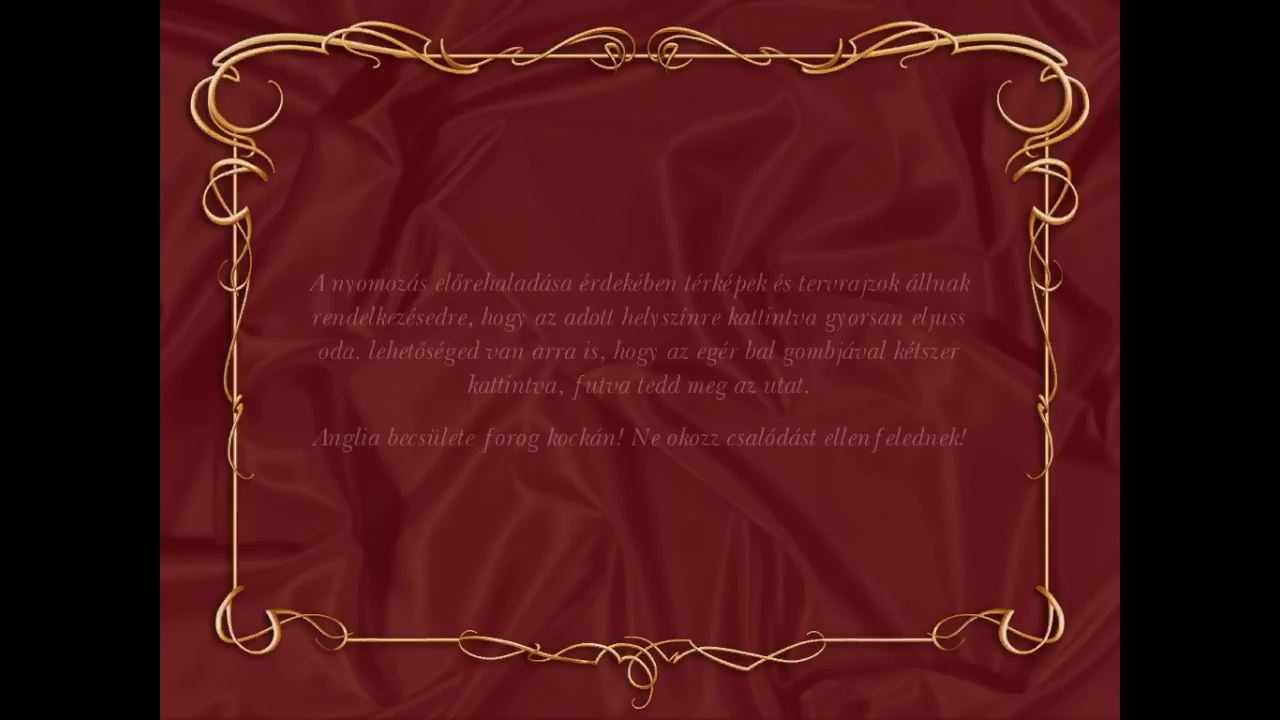 A nyomozás előrehaladása érdekében térképek és tervrajzok állnak
rendelkezésedre, hogy az adott helyszínre kattintva gyorsan eljuss
oda. lehetőséged van arra is, hogy az egér bal gombjával kétszer
kattintva, futva tedd meg az utat.
Anglia becsülete forog kockán! Ne okozz csalódást ellenfelednek!